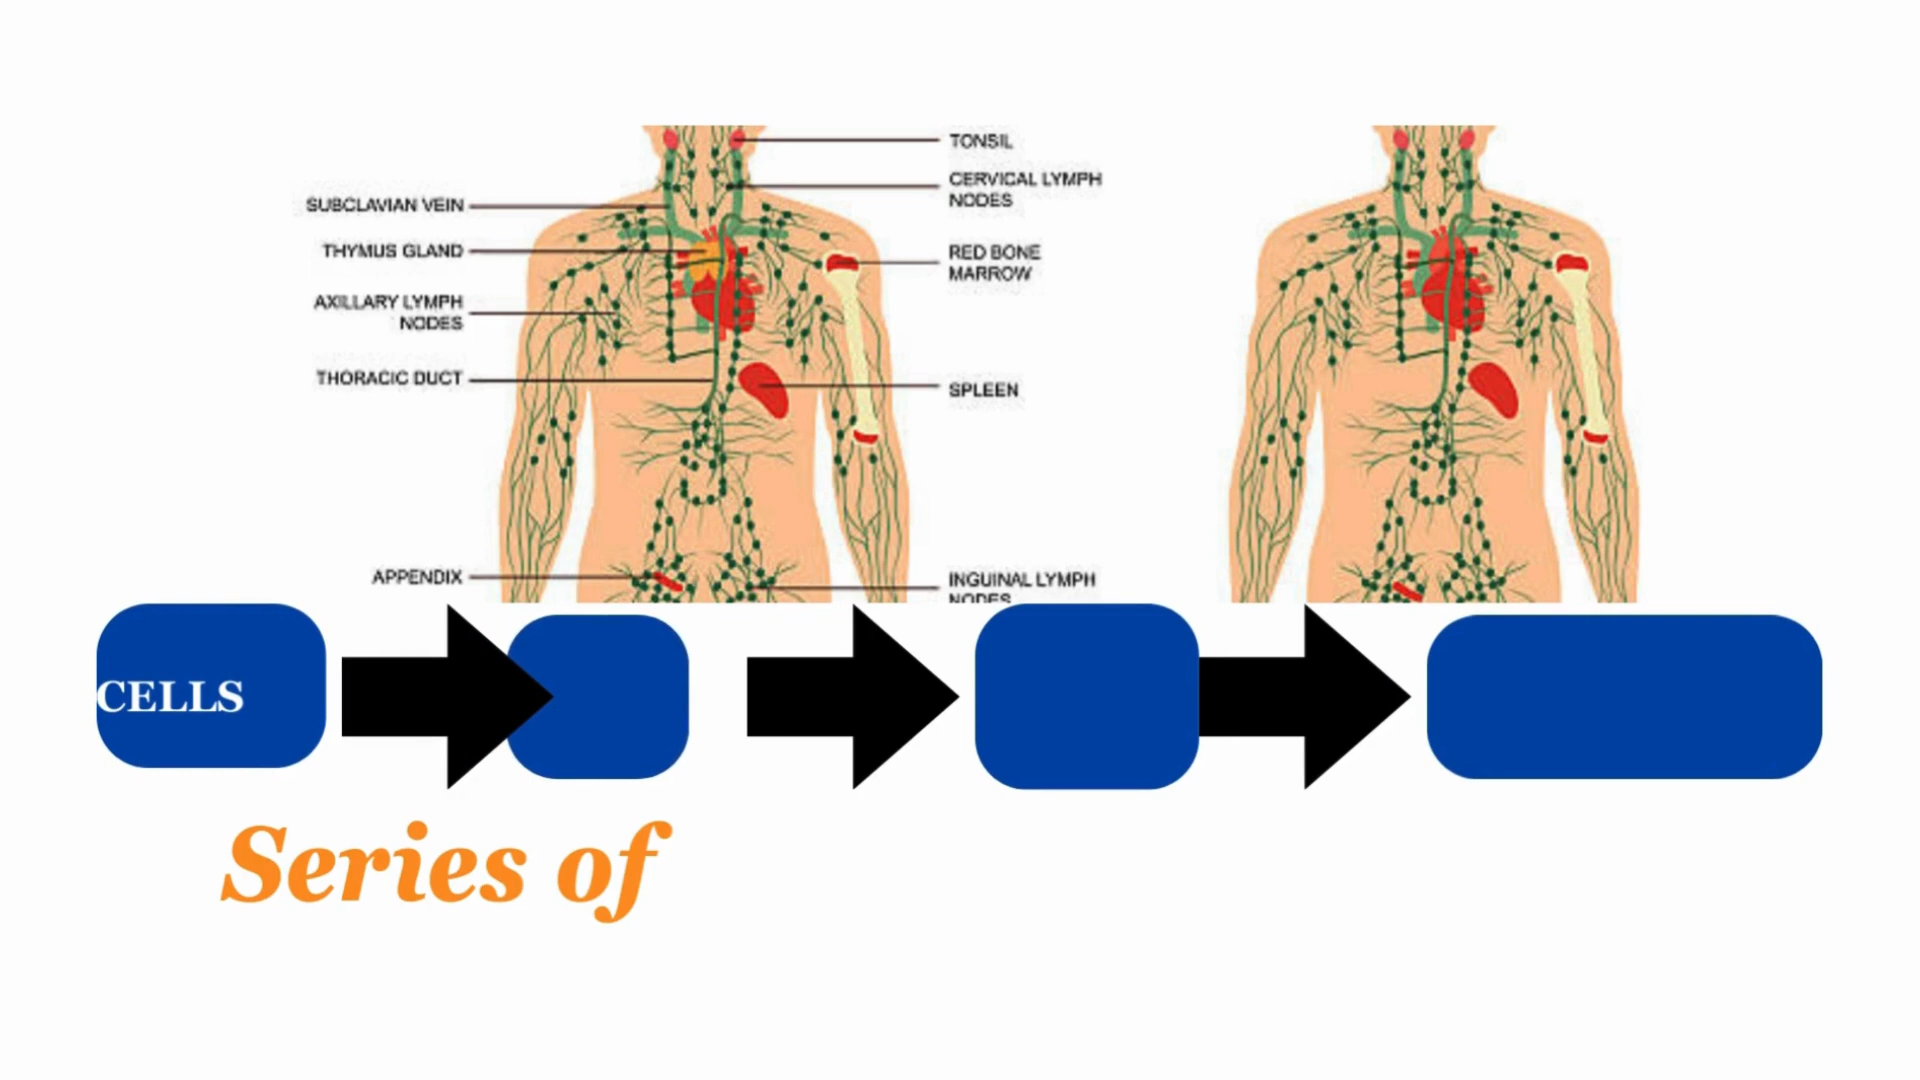 TONSIL
CERVICAL LYMPH
NODES
SUBCLAVIAN VEIN
THYMUS GLAND
RED BONE
MARROW
AXILLARY LYMPH
NODES
THORACIC DUCT
SPLEEN
APPENDIX
INGUINAL LYMPH
NODES
CELLS
Series of